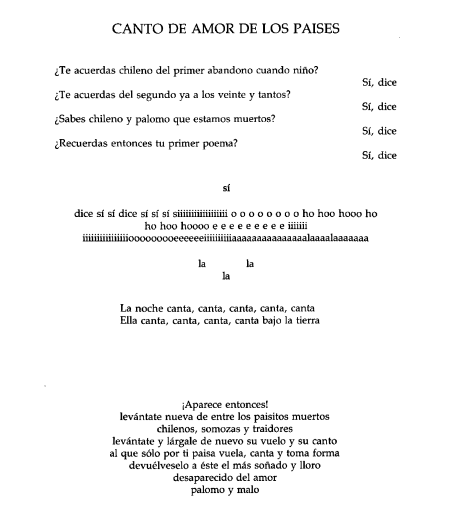 CANTO DE AMOR DE LOS PAISES
¿Te acuerdas chileno del primer abandono cuando niño?
Sí, dice
¿Te acuerdas del segundo ya a los veinte y tantos?
Sí, dice
¿Sabes chileno y palomo que estamos muertos?
Sí, dice
¿Recuerdas entonces tu primer poema?
Sí, dice
sí
dice sí sí dice sí sí sí siiiiiiiiiiiiiiiiii o o o o o o o o ho hoo hooo ho
ho hoo hoooo e e e e e e e e e iiiiiii
iiiiiiiiiiiiiiiiooooooooeeeeeeiiiiiiiiiiaaaaaaaaaaaaaaaalaaaalaaaaaaa
la la
la
La noche canta, canta, canta, canta, canta
Ella canta, canta, canta, canta bajo la tierra
¡Aparece entonces!
levántate nueva de entre los paisitos muertos
chilenos, somozas y traidores
levántate y lárgale de nuevo su vuelo y su canto
al que sólo por ti paisa vuela, canta y toma forma
devuélveselo a éste el más soñado y lloro
desaparecido del amor
palomo y malo